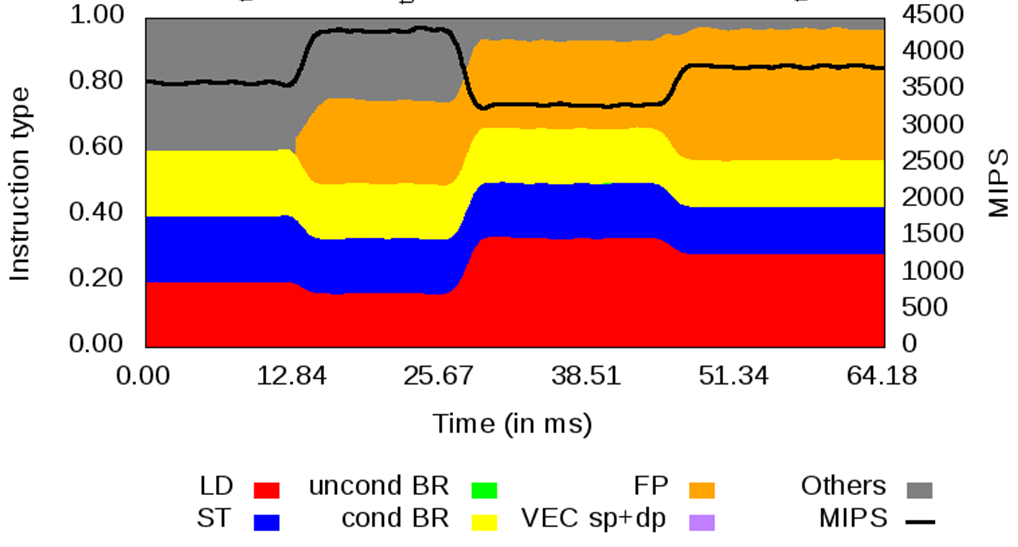 1.00
0.80
0.60
0.40
0.20
0.00
Instruction type
4500
4000
3500
3000
2500
2000
1500
1000
500
0
MIPS
0.00 12.84 25.67 38.51 51.34 64.18
Time (in ms)
LD uncond BR FP Others
ST cond BR VEC sp+dp MIPS